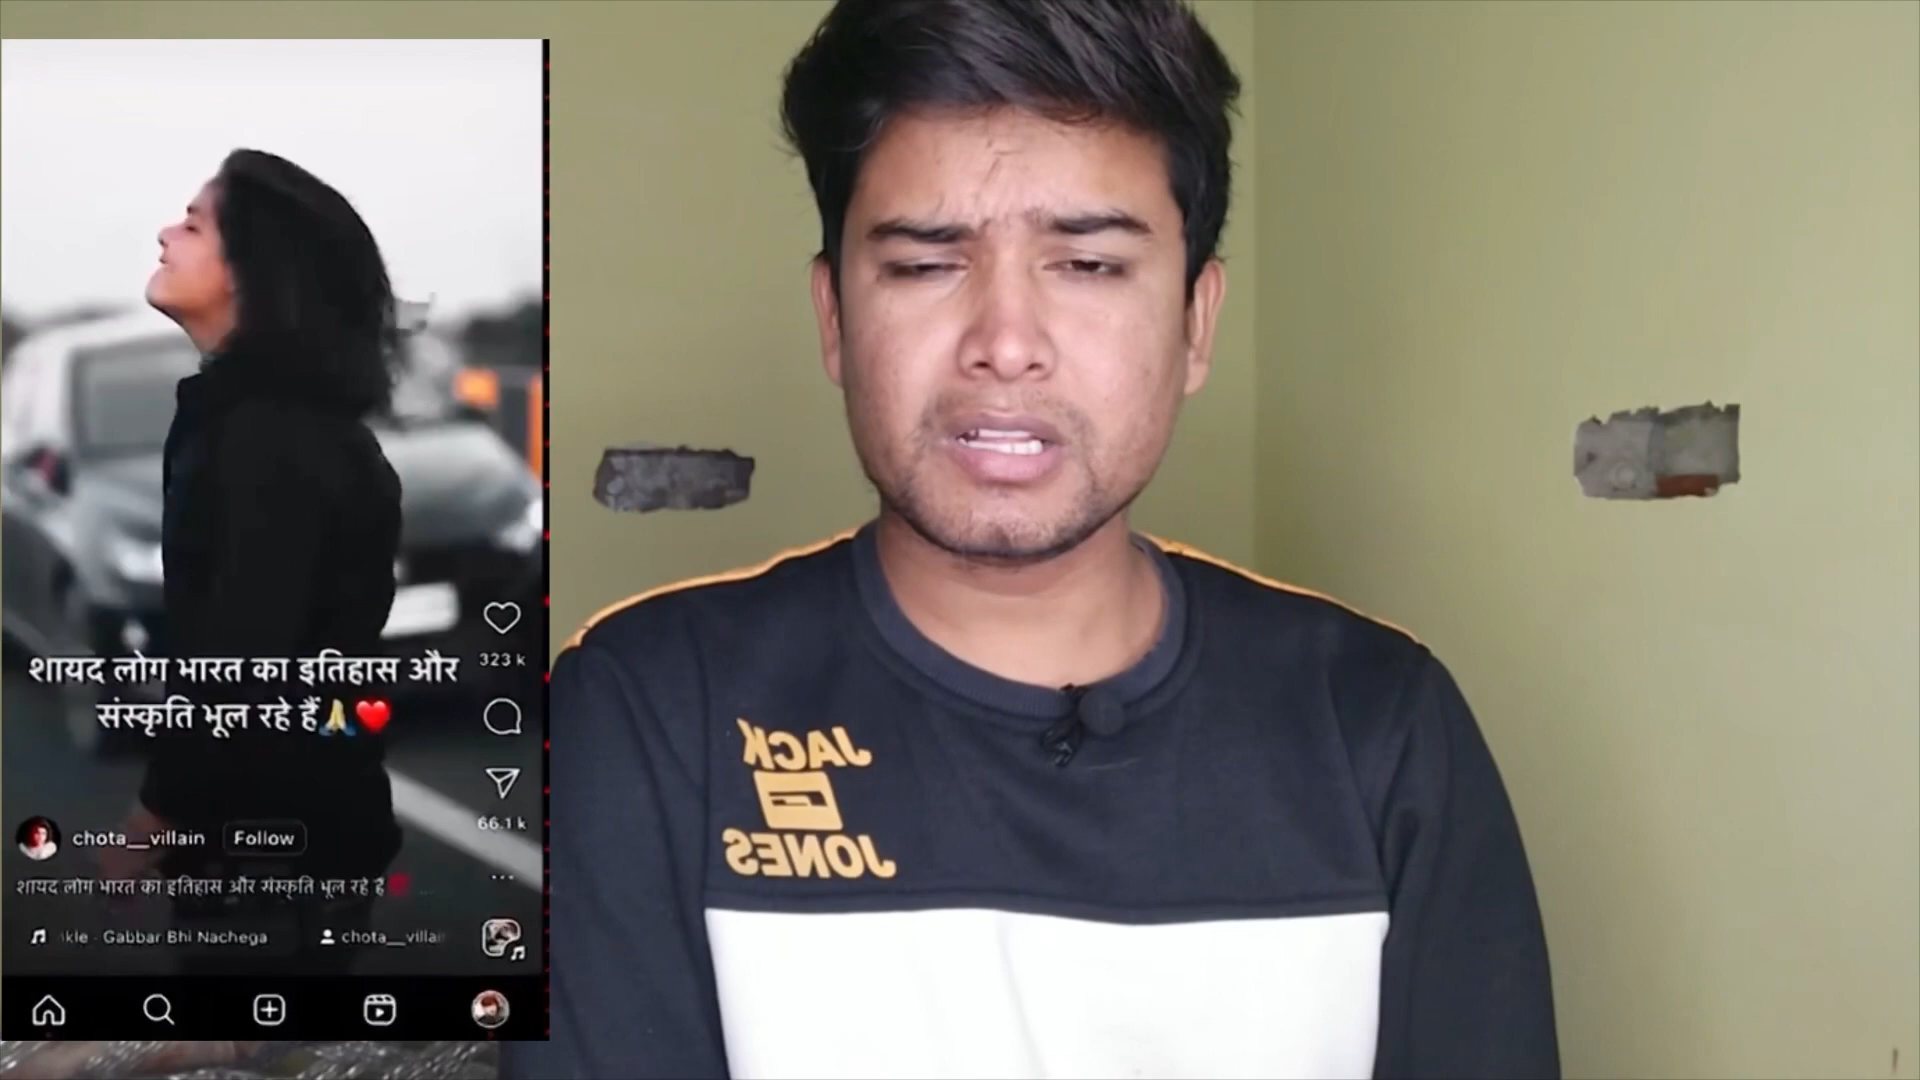 शायद लोग भारत का इतिहास और
संस्कृति भूल रहे हैं🙏❤️
323 k
66.1 k
chota__villain
Follow
शायद लोग भारत का इतिहास और संस्कृति भूल रहे हैं
Gabbar Bhi Nachega
JACK
JONES